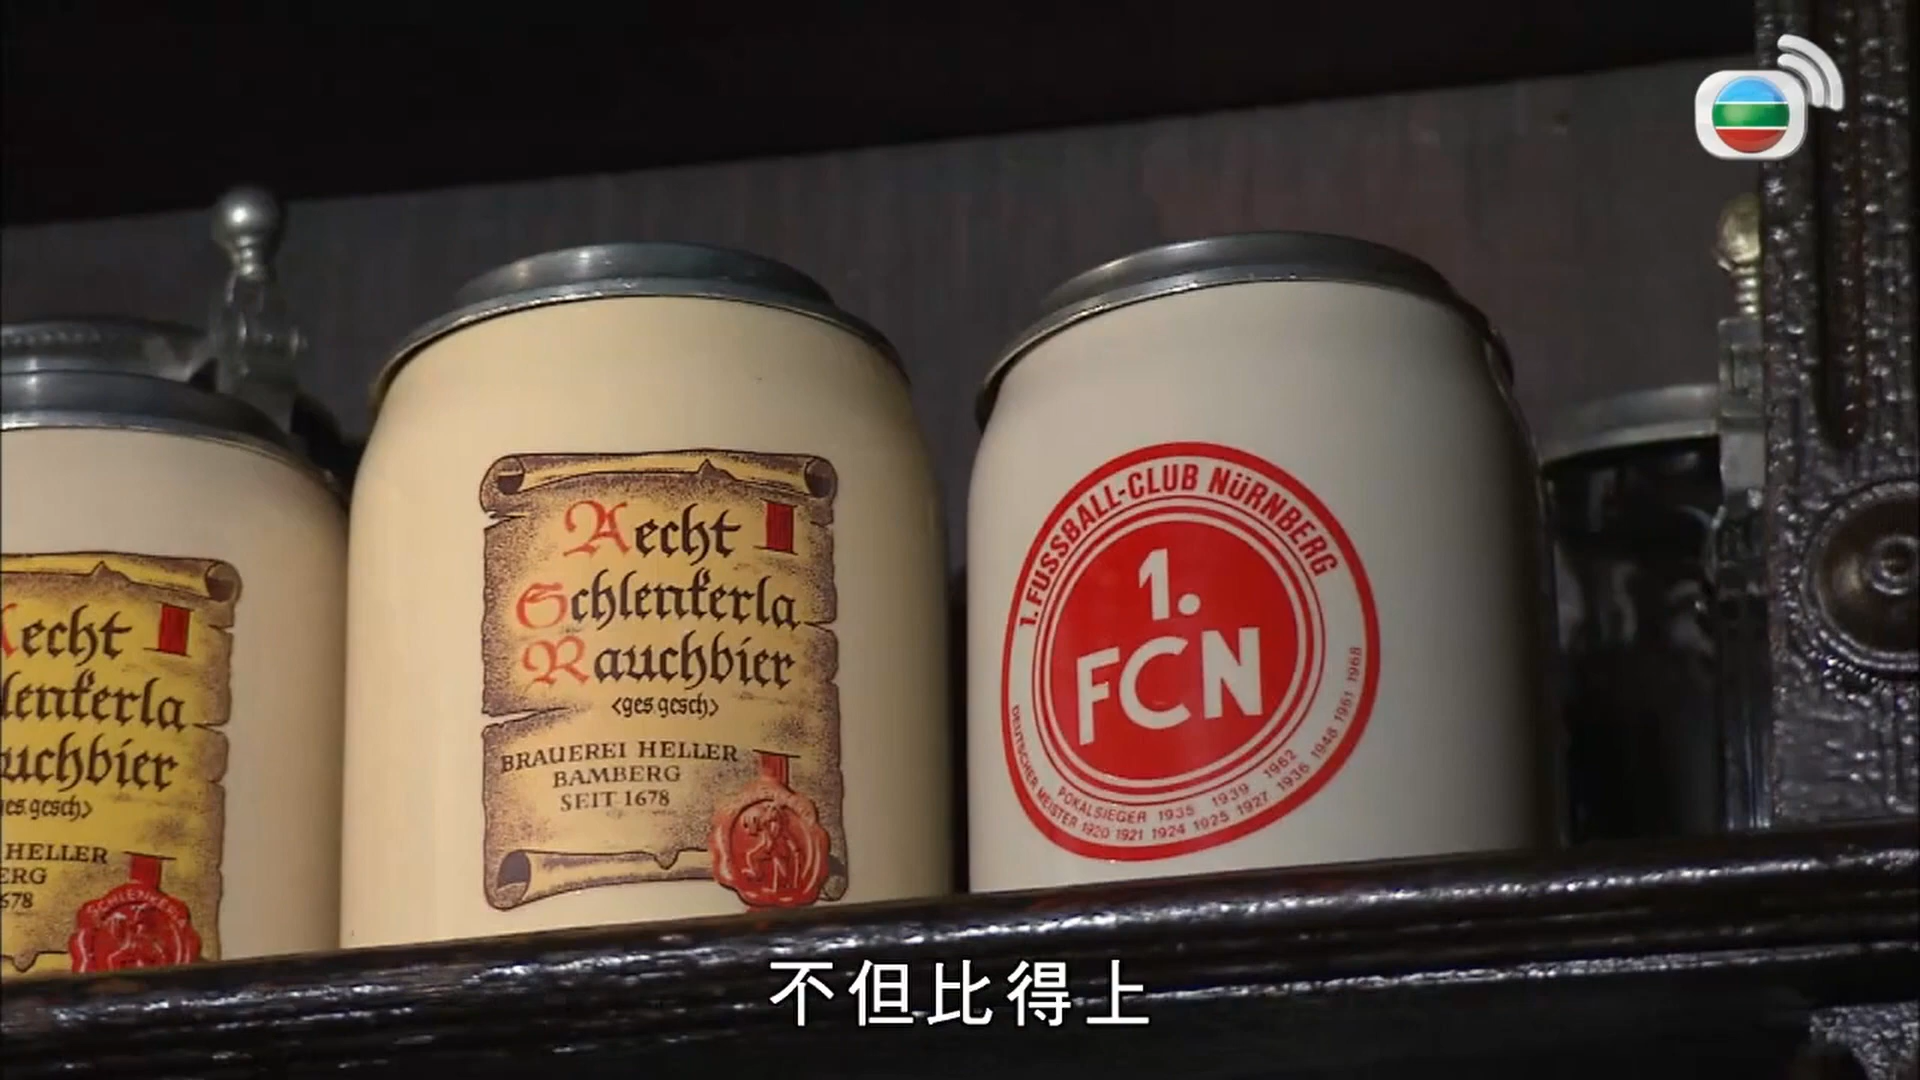 echt
lenkerla
uchbier
ges.gesch>
HELLER
ERG
678
Aecht
Schlenkerla
Rauchbier
<ges.gesch>
BRAUEREI HELLER
BAMBERG
SEIT 1678
1. FUSSBALL-CLUB NÜRNBERG
1.
FCN
POKALSIEGER 1935 1939 1962
DEUTSCHER MEISTER 1920 1921 1924 1925 1927 1936 1948 1961 1968
不但比得上